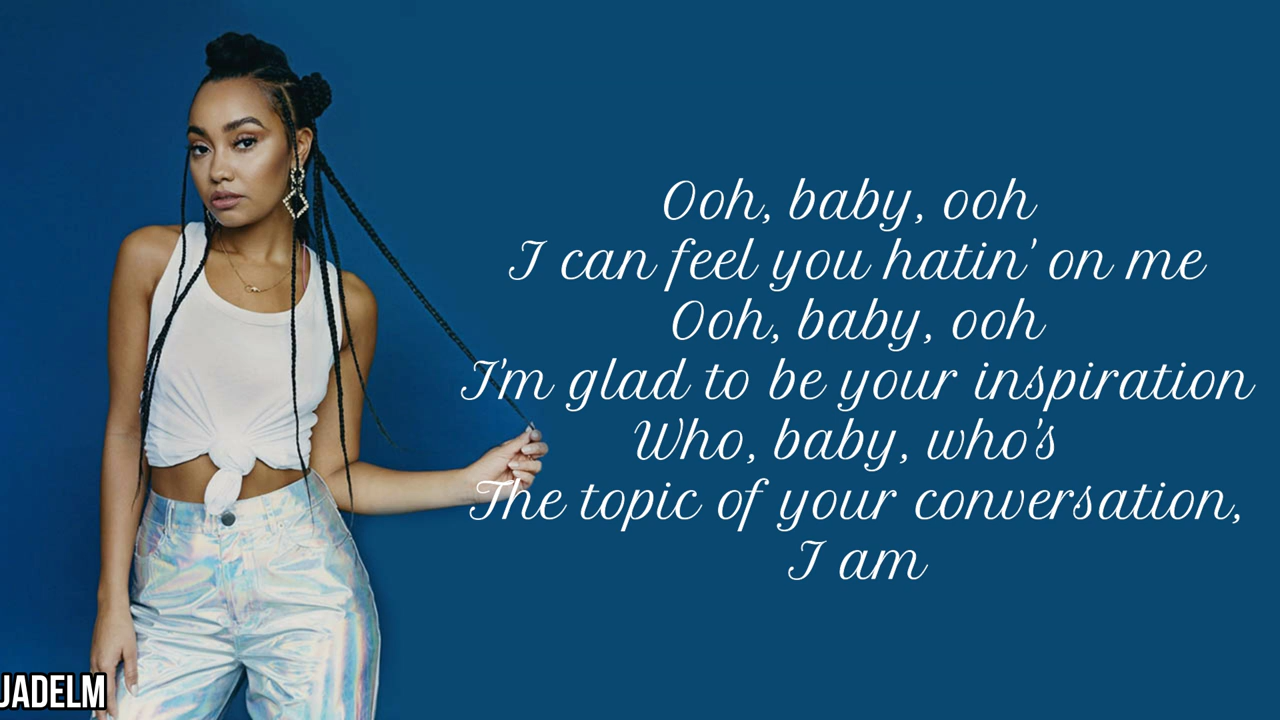 Ooh, baby, ooh
I can feel you hatin' on me
Ooh, baby, ooh
I'm glad to be your inspiration
Who, baby, who's
The topic of your conversation,
I am
JADELM